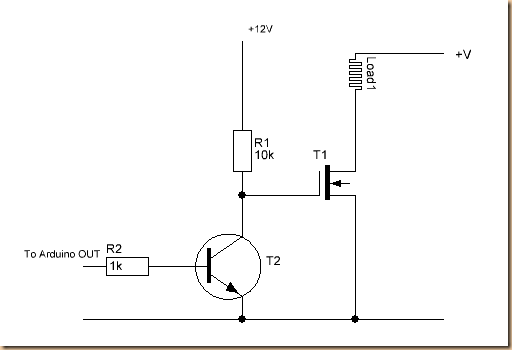 +12V
+V
Load1
R1
10k
T1
To Arduino OUT
R2
1k
T2